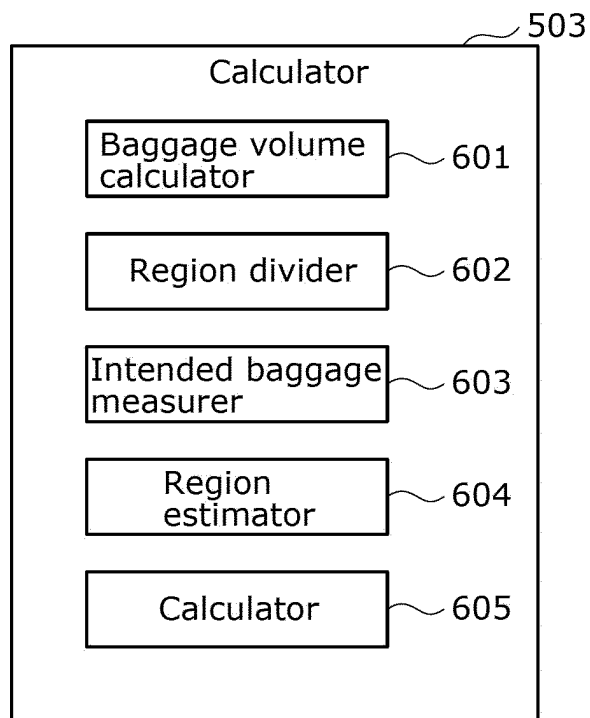 503
Calculator
Baggage volume
calculator
601
Region divider
602
Intended baggage
measurer
603
Region
estimator
604
Calculator
605